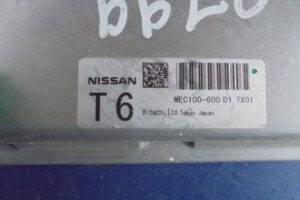 NISSAN
MEC100-600 D1 7X01
T6
Hitachi,Ltd.Tokyo Japan